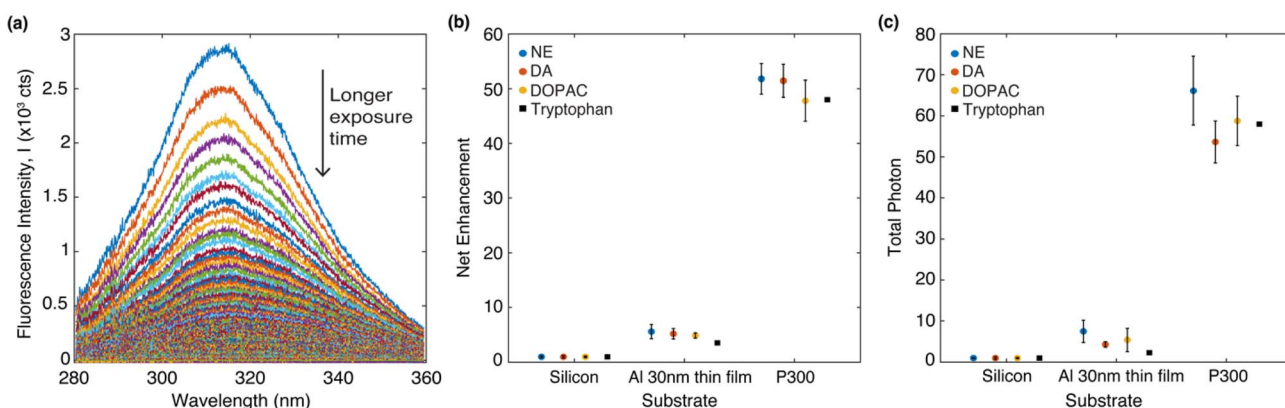 (a)
Fluorescence Intensity, I (x10³ cts)
3
2.5
2
1.5
1
0.5
0
Longer
exposure
time
280
300
320
340
360
Wavelength (nm)
(b)
Net Enhancement
60
50
40
30
20
10
0
NE
DA
DOPAC
Tryptophan
Silicon
Al 30nm thin film
P300
Substrate
(c)
Total Photon
80
70
60
50
40
30
20
10
0
NE
DA
DOPAC
Tryptophan
Silicon
Al 30nm thin film
P300
Substrate